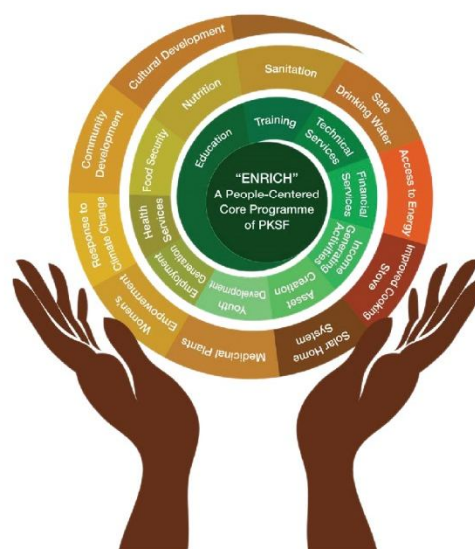 "ENRICH"
A People-Centered
Core Programme
of PKSF
Education
Training
Technical
Services
Financial
Services
Income
Generating
Activities
Asset
Creation
Youth
Development
Employment
Generation
Health
Services
Food Security
Nutrition
Sanitation
Safe
Drinking Water
Access to Energy
Improved Cooking
Stove
Solar Home
System
Medicinal Plants
Women's
Empowerment
Response to
Climate Change
Community
Development
Cultural Development